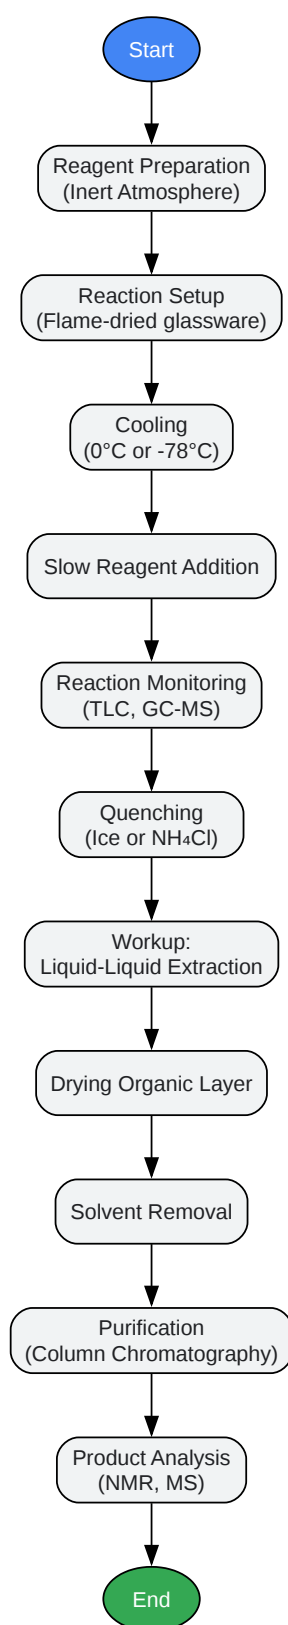 Start
Reagent Preparation
(Inert Atmosphere)
Reaction Setup
(Flame-dried glassware)
Cooling
(0°C or -78°C)
Slow Reagent Addition
Reaction Monitoring
(TLC, GC-MS)
Quenching
(Ice or NH₄Cl)
Workup:
Liquid-Liquid Extraction
Drying Organic Layer
Solvent Removal
Purification
(Column Chromatography)
Product Analysis
(NMR, MS)
End